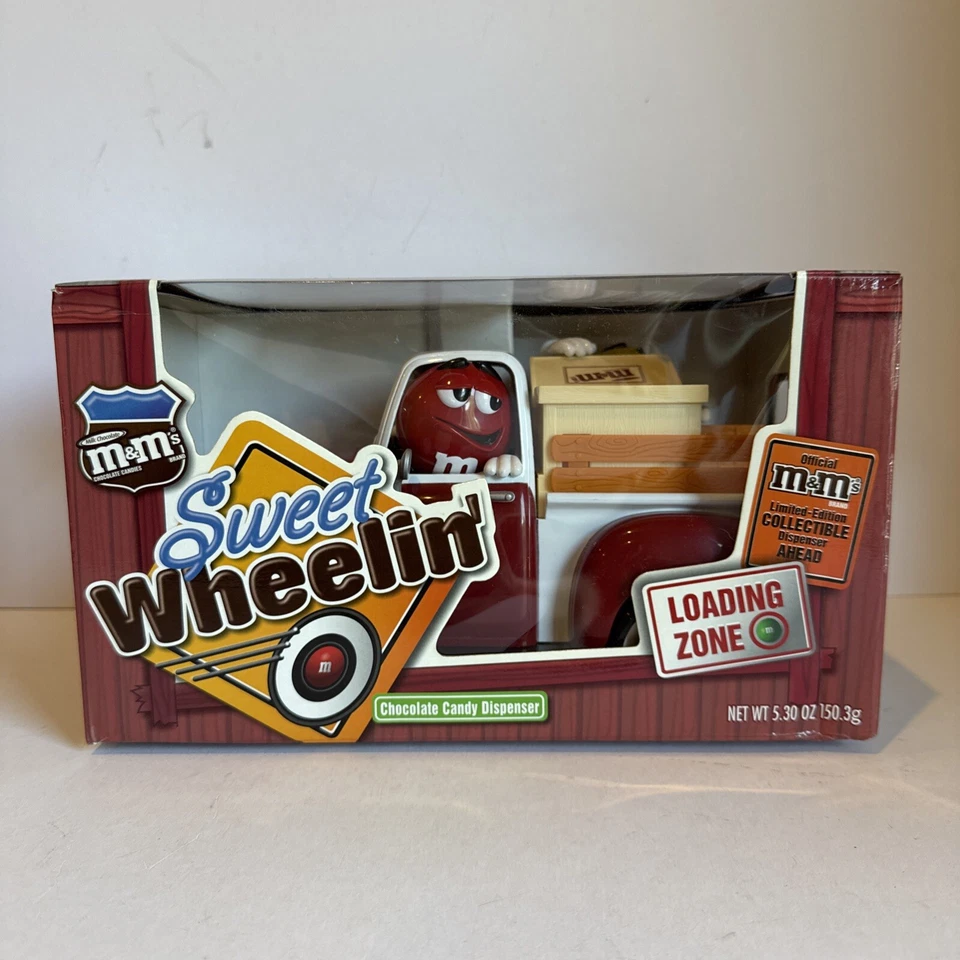 Milk Chocolate
m&m's
BRAND
CHOCOLATE CANDIES
Sweet
Wheelin'
m
Chocolate Candy Dispenser
m
m&m's
Official
m&m's
BRAND
Limited-Edition
COLLECTIBLE
Dispenser
AHEAD
LOADING
ZONE
m
NET WT 5.30 OZ 150.3g